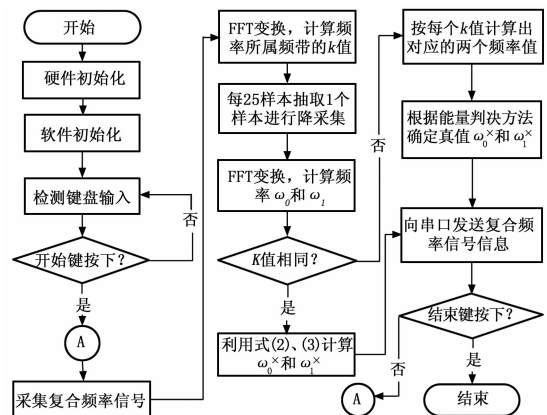 开始
硬件初始化
软件初始化
检测键盘输入
否
开始键按下?
是
A
采集复合频率信号
FFT变换，计算频
率所属频带的k值
每25样本抽取1个
样本进行降采集
FFT变换，计算频
率ω₀和ω₁
否
K值相同?
是
利用式(2)、(3)计算
ω₀ˣ和ω₁ˣ
按每个k值计算出
对应的两个频率值
根据能量判决方法
确定真值ω₀ˣ和ω₁ˣ
向串口发送复合频
率信号信息
结束键按下?
否
是
A
结束